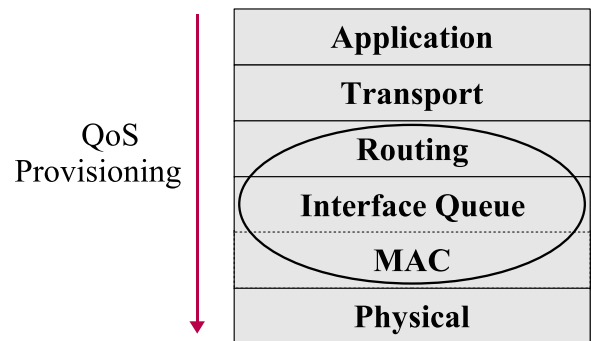 QoS
Provisioning
Application
Transport
Routing
Interface Queue
MAC
Physical